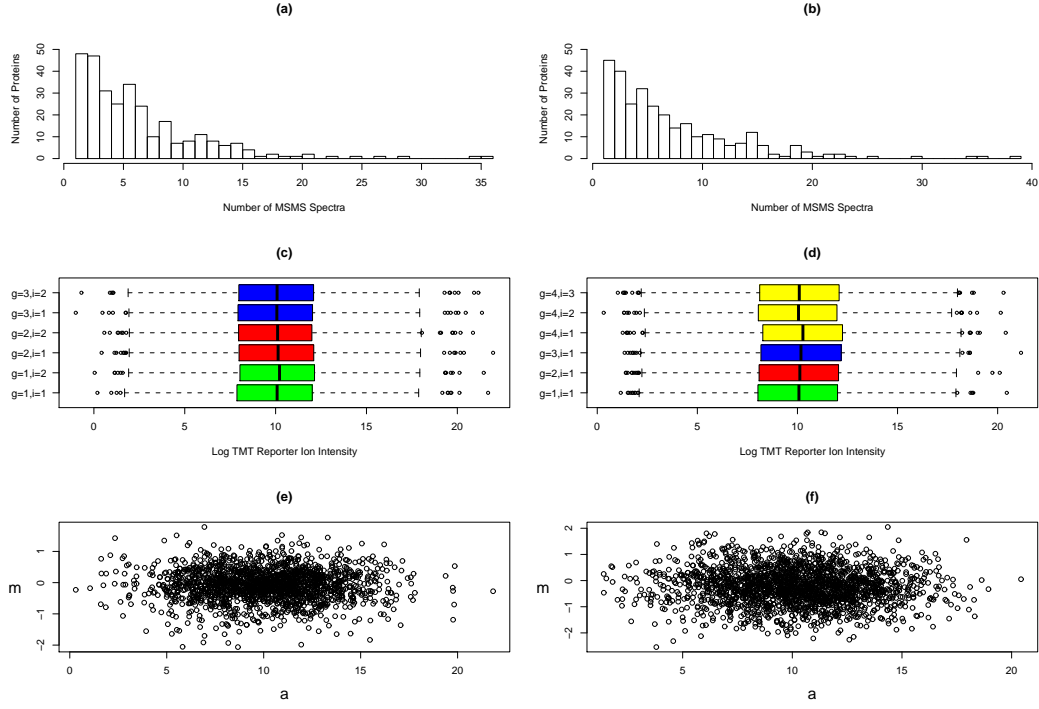 (a)
Number of Proteins
50
40
30
20
10
0
0 5 10 15 20 25 30 35
Number of MSMS Spectra
(b)
Number of Proteins
50
40
30
20
10
0
0 10 20 30 40
Number of MSMS Spectra
(c)
g=3,i=2
g=3,i=1
g=2,i=2
g=2,i=1
g=1,i=2
g=1,i=1
0 5 10 15 20
Log TMT Reporter Ion Intensity
(d)
g=4,i=3
g=4,i=2
g=4,i=1
g=3,i=1
g=2,i=1
g=1,i=1
0 5 10 15 20
Log TMT Reporter Ion Intensity
(e)
m
1
0
-1
-2
0 5 10 15 20
a
(f)
m
2
1
0
-1
-2
5 10 15 20
a